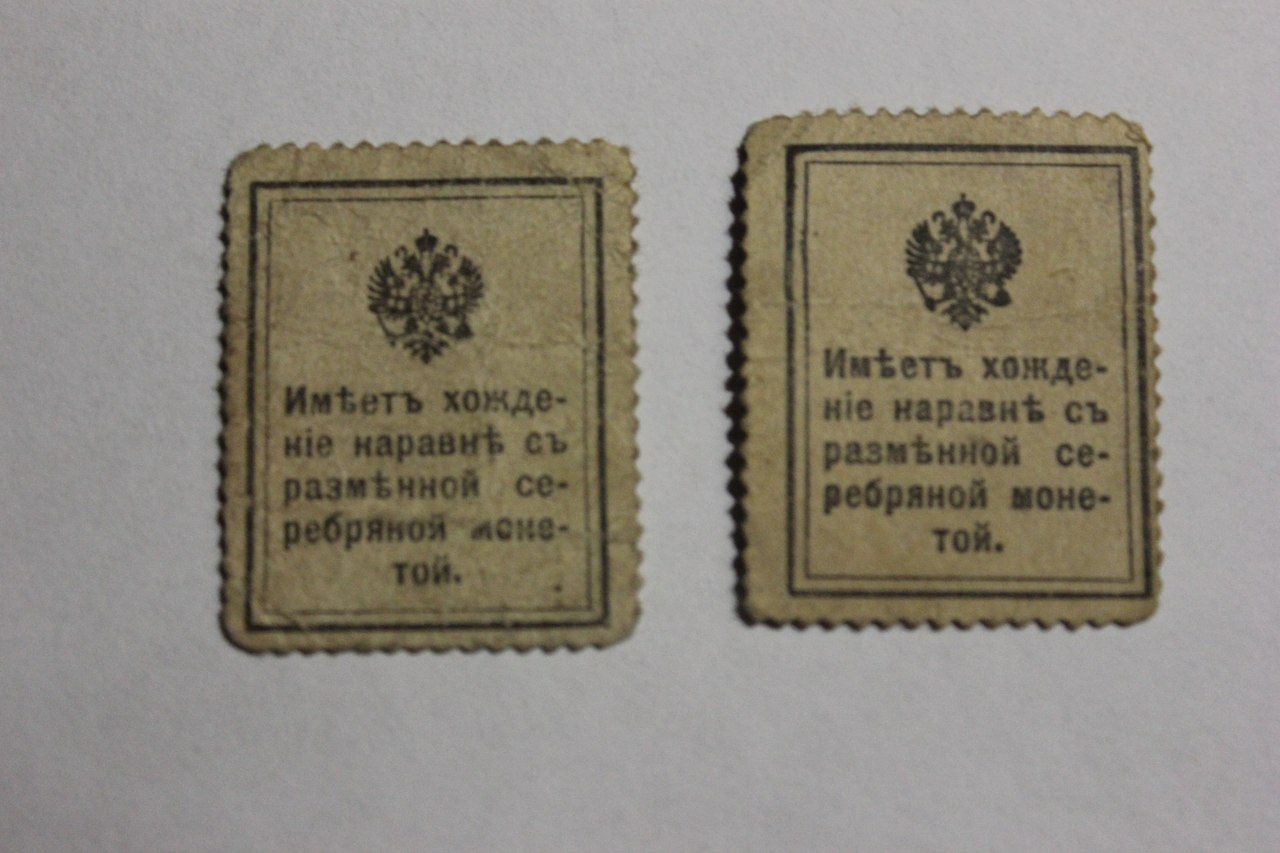 Имѣетъ хожде-
ніе наравнѣ съ
размѣнной се-
ребряной моне-
той.
Имѣетъ хожде-
ніе наравнѣ съ
размѣнной се-
ребряной моне-
той.